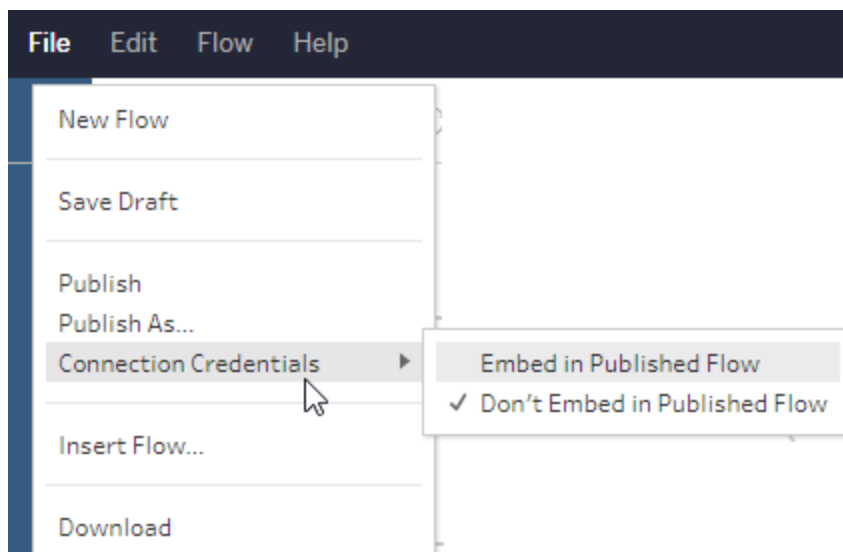 File Edit Flow Help
New Flow
Save Draft
Publish
Publish As...
Connection Credentials
Embed in Published Flow
Don't Embed in Published Flow
Insert Flow...
Download